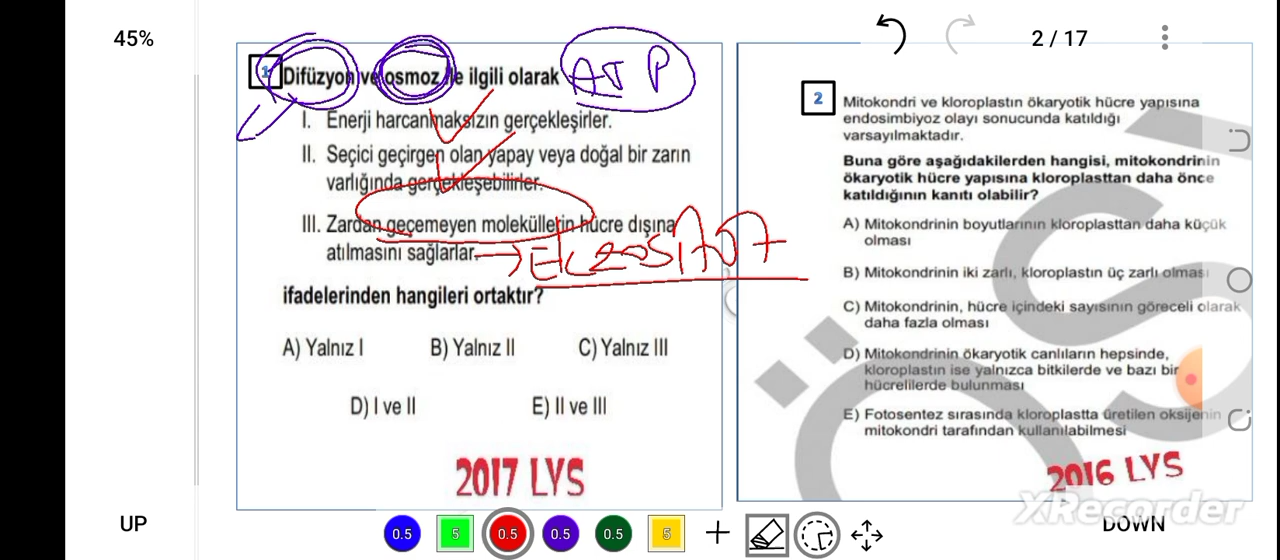 45%
2 / 17
1
Difüzyon ve osmoz ile ilgili olarak
ATP
I. Enerji harcanmaksızın gerçekleşirler.
II. Seçici geçirgen olan yapay veya doğal bir zarın
varlığında gerçekleşebilirler.
III. Zardan geçemeyen moleküllerin hücre dışına
atılmasını sağlarlar.
ifadelerinden hangileri ortaktır?
A) Yalnız I
B) Yalnız II
C) Yalnız III
D) I ve II
E) II ve III
2017 LYS
2
Mitokondri ve kloroplastın ökaryotik hücre yapısına
endosimbiyoz olayı sonucunda katıldığı
varsayılmaktadır.
Buna göre aşağıdakilerden hangisi, mitokondrinin
ökaryotik hücre yapısına kloroplasttan daha önce
katıldığının kanıtı olabilir?
A) Mitokondrinin boyutlarının kloroplasttan daha küçük
olması
B) Mitokondrinin iki zarlı, kloroplastın üç zarlı olması
C) Mitokondrinin, hücre içindeki sayısının göreceli olarak
daha fazla olması
D) Mitokondrinin ökaryotik canlıların hepsinde,
kloroplastın ise yalnızca bitkilerde ve bazı bir
hücrelilerde bulunması
E) Fotosentez sırasında kloroplastta üretilen oksijenin
mitokondri tarafından kullanılabilmesi
2016 LYS
XRecorder
UP
0.5
5
0.5
0.5
0.5
5
DOWN